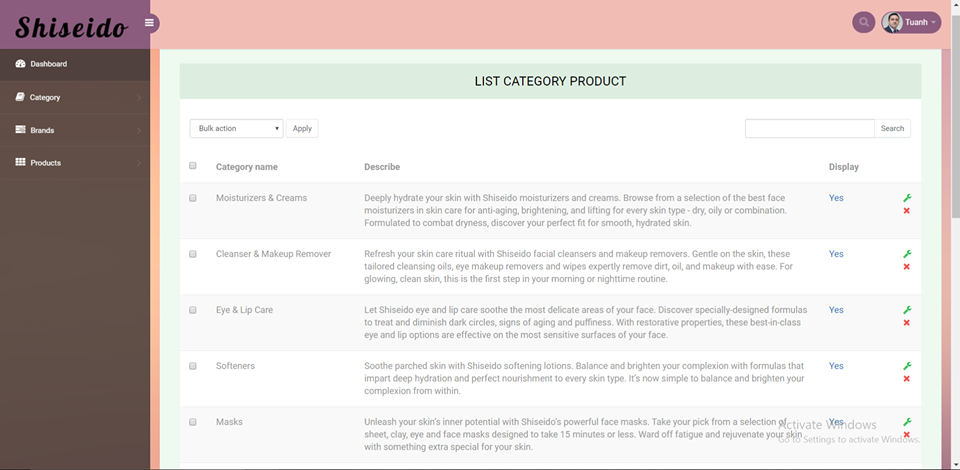 Shiseido
Tuanh
Dashboard
Category
Brands
Products
LIST CATEGORY PRODUCT
Bulk action
Apply
Search
Category name Describe Display
Moisturizers & Creams
Deeply hydrate your skin with Shiseido moisturizers and creams. Browse from a selection of the best face
moisturizers in skin care for anti-aging, brightening, and lifting for every skin type - dry, oily or combination.
Formulated to combat dryness, discover your perfect fit for smooth, hydrated skin.
Yes
Cleanser & Makeup Remover
Refresh your skin care ritual with Shiseido facial cleansers and makeup removers. Gentle on the skin, these
tailored cleansing oils, eye makeup removers and wipes expertly remove dirt, oil, and makeup with ease. For
glowing, clean skin, this is the first step in your morning or nighttime routine.
Yes
Eye & Lip Care
Let Shiseido eye and lip care soothe the most delicate areas of your face. Discover specially-designed formulas
to treat and diminish dark circles, signs of aging and puffiness. With restorative properties, these best-in-class
eye and lip options are effective on the most sensitive surfaces of your face.
Yes
Softeners
Soothe parched skin with Shiseido softening lotions. Balance and brighten your complexion with formulas that
impart deep hydration and perfect nourishment to every skin type. It's now simple to balance and brighten your
complexion from within.
Yes
Masks
Unleash your skin's inner potential with Shiseido's powerful face masks. Take your pick from a selection of
sheet, clay, eye and face masks designed to take 15 minutes or less. Ward off fatigue and rejuvenate your skin
with something extra special for your skin.
Yes
Activate Windows
Go to Settings to activate Windows.